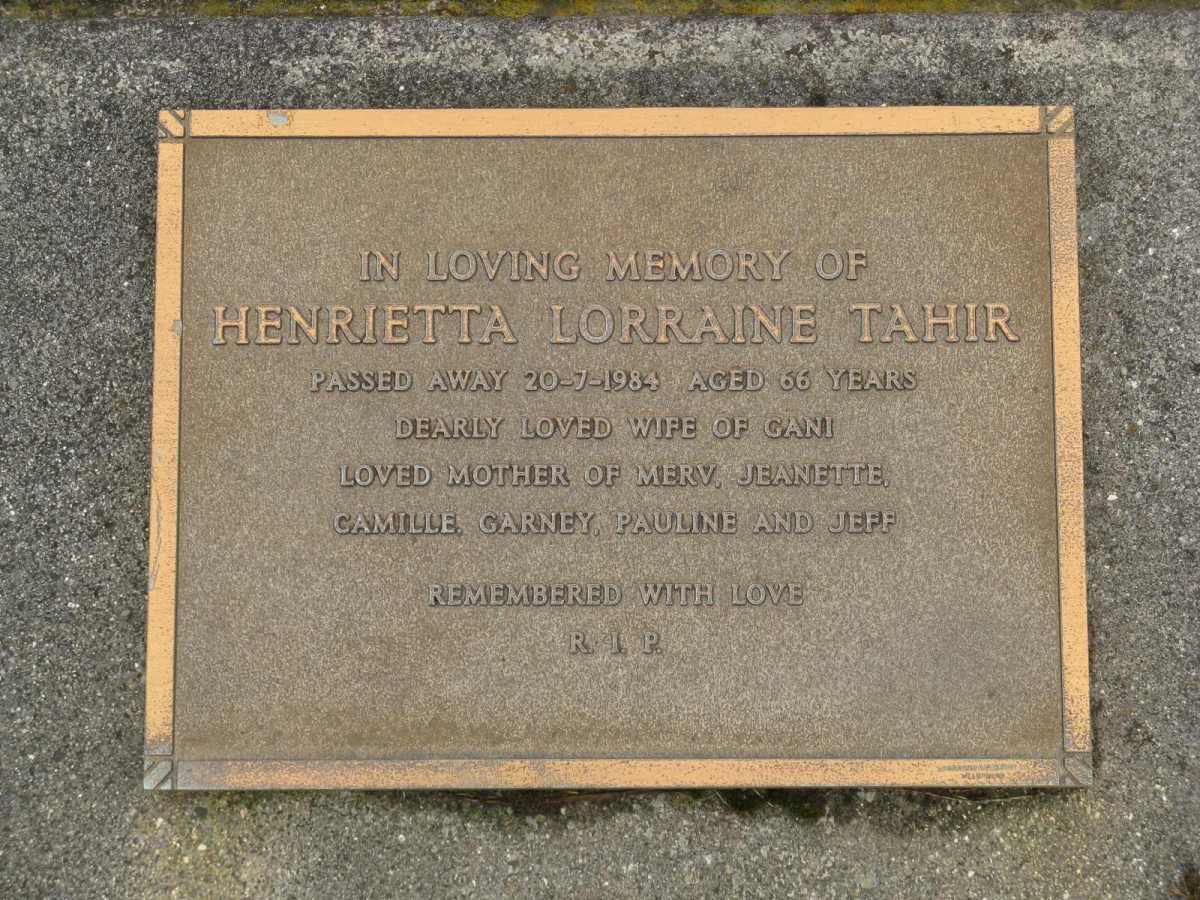 IN LOVING MEMORY OF
HENRIETTA LORRAINE TAHIR
PASSED AWAY 20-7-1984 AGED 66 YEARS
DEARLY LOVED WIFE OF GANI
LOVED MOTHER OF MERV, JEANETTE,
CAMILLE, GARNEY, PAULINE AND JEFF
REMEMBERED WITH LOVE
R. I. P.